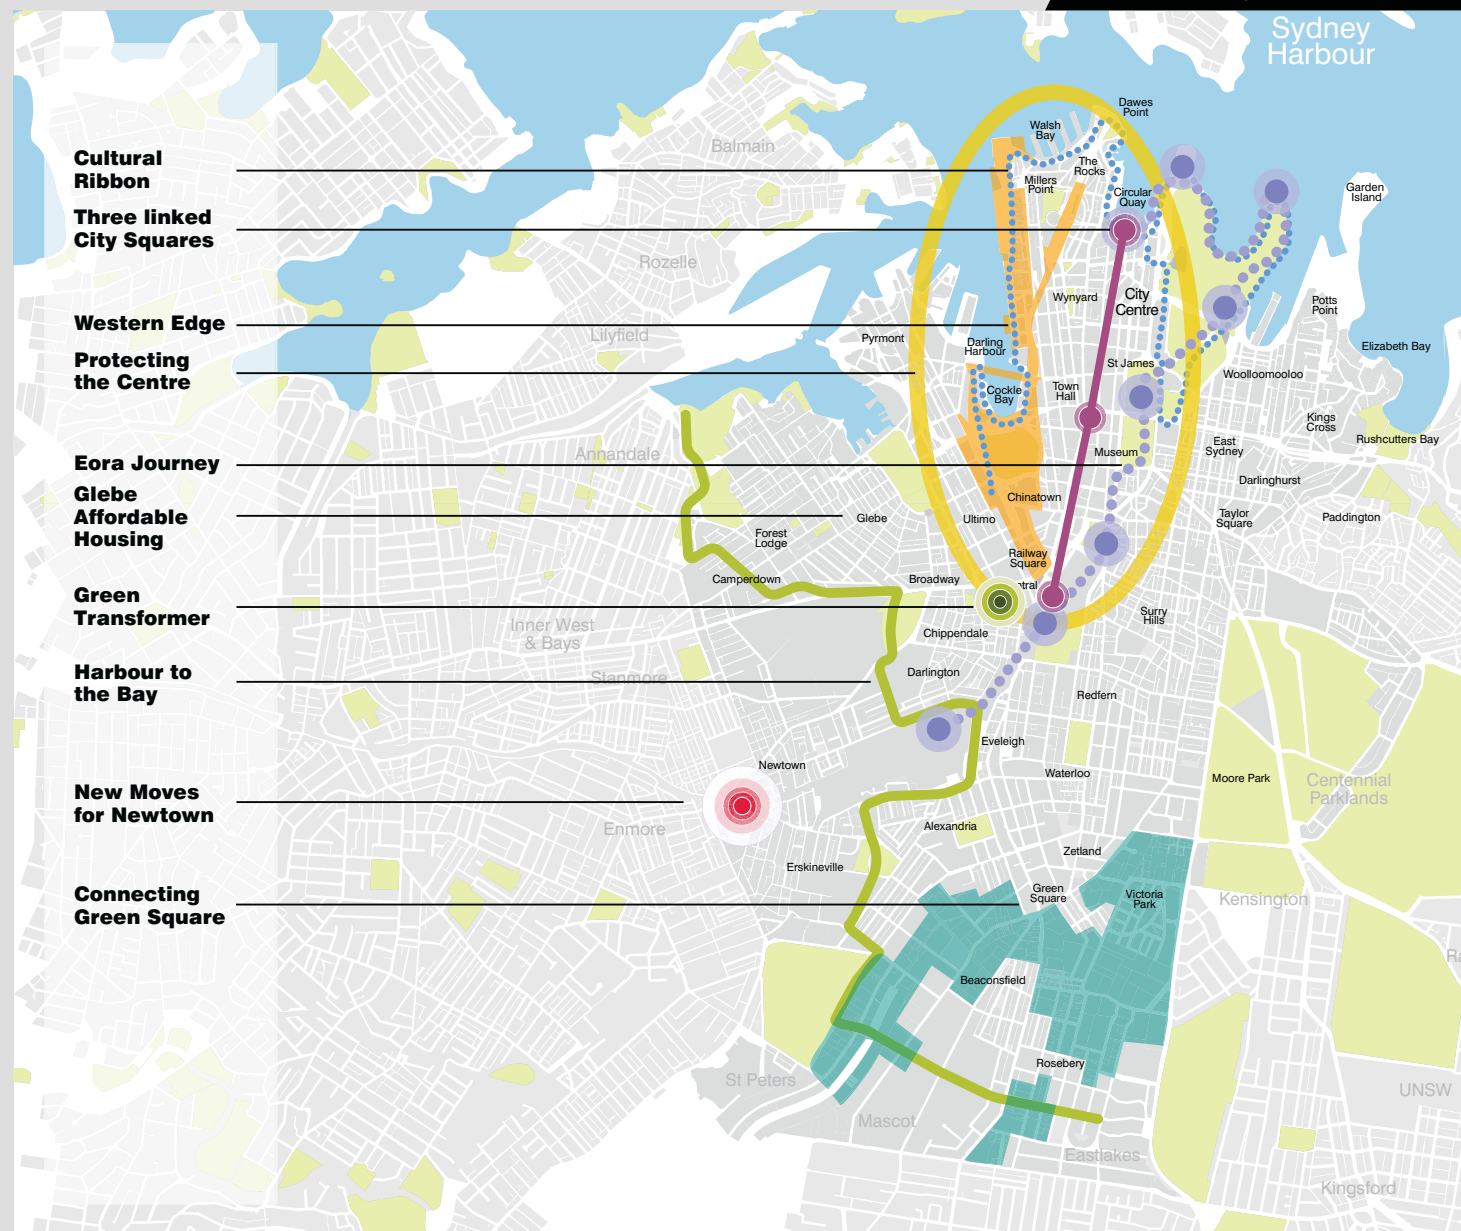 Sydney
Harbour
Cultural
Ribbon
Three linked
City Squares
Western Edge
Protecting
the Centre
Eora Journey
Glebe
Affordable
Housing
Green
Transformer
Harbour to
the Bay
New Moves
for Newtown
Connecting
Green Square
Dawes
Point
Walsh
Bay
The
Rocks
Millers
Point
Circular
Quay
Garden
Island
Balmain
Rozelle
Lilyfield
Wynyard
City
Centre
Potts
Point
Pyrmont
Darling
Harbour
Elizabeth Bay
St James
Woolloomooloo
Cockle
Bay
Town
Hall
Kings
Cross
Rushcutters Bay
Annandale
Museum
East
Sydney
Darlinghurst
Chinatown
Ultimo
Glebe
Forest
Lodge
Taylor
Square
Paddington
Railway
Square
Camperdown
Broadway
ntral
Surry
Hills
Inner West
& Bays
Chippendale
Stanmore
Darlington
Redfern
Eveleigh
Newtown
Waterloo
Moore Park
Centennial
Parklands
Enmore
Alexandria
Zetland
Erskineville
Green
Square
Victoria
Park
Kensington
Beaconsfield
Rosebery
St Peters
UNSW
Mascot
Eastlakes
Kingsford